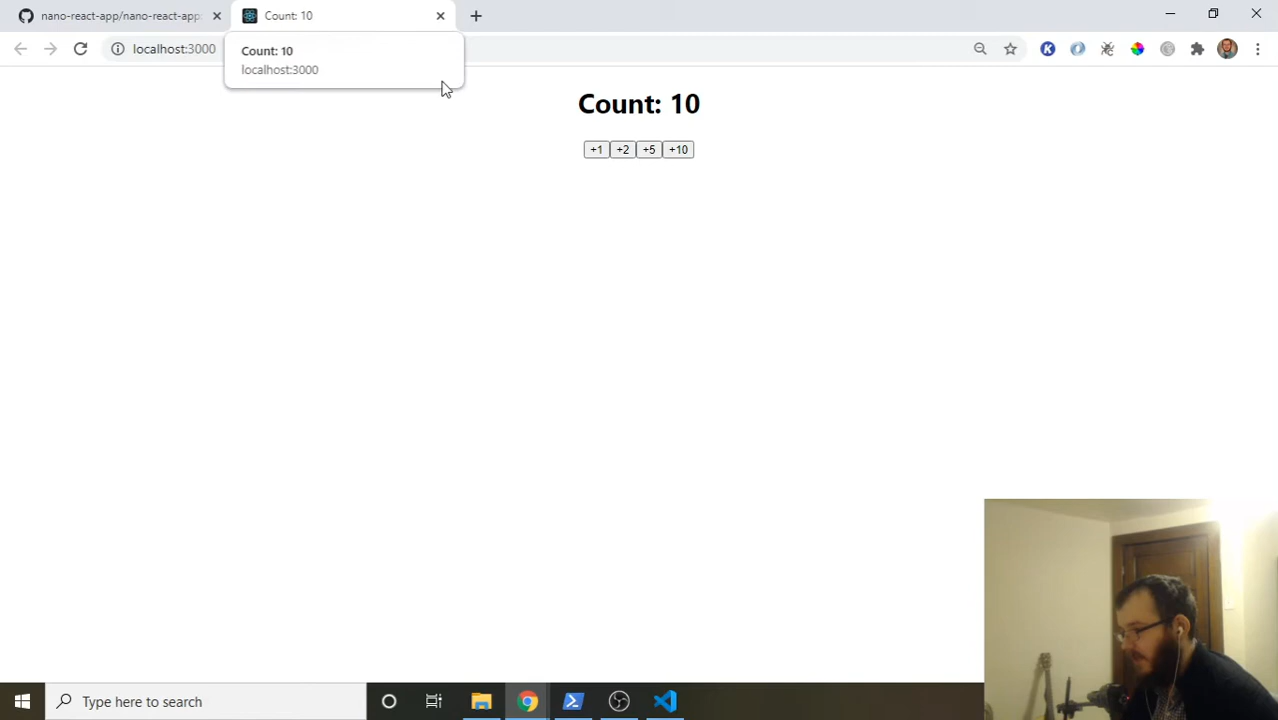 nano-react-app/nano-react-app:
Count: 10
localhost:3000
Count: 10
localhost:3000
Count: 10
+1 +2 +5 +10
Type here to search